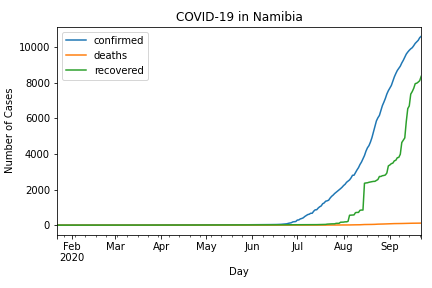 COVID-19 in Namibia
confirmed
deaths
recovered
Number of Cases
10000
8000
6000
4000
2000
0
Feb Mar Apr May Jun Jul Aug Sep
2020
Day